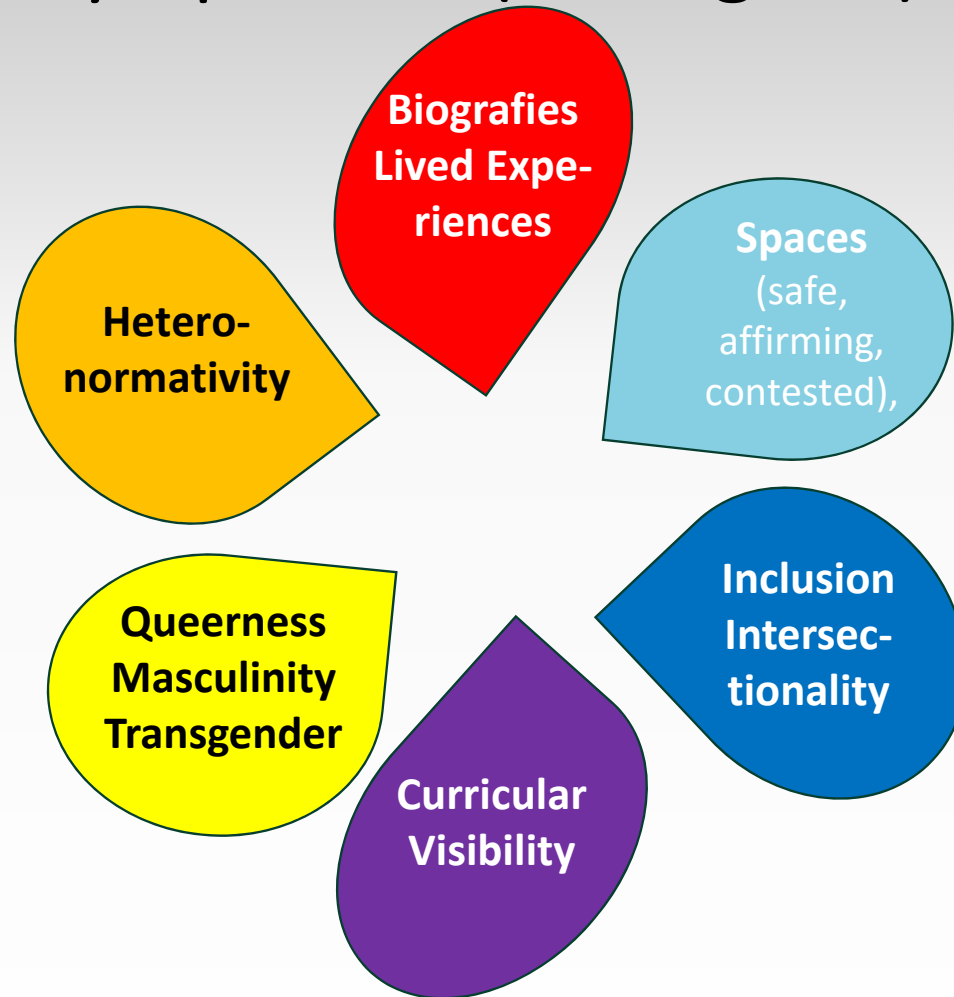 Biografies
Lived Expe-
riences
Spaces
(safe,
affirming,
contested),
Inclusion
Intersec-
tionality
Curricular
Visibility
Queerness
Masculinity
Transgender
Hetero-
normativity